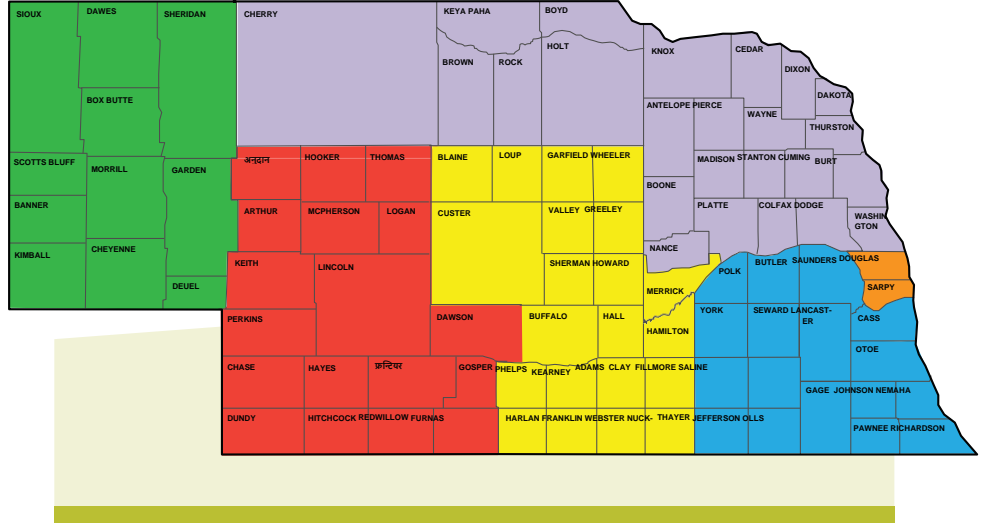 SIOUX DAWES SHERIDAN CHERRY KEYA PAHA BOYD
HOLT
KNOX CEDAR
BROWN ROCK
DIXON
BOX BUTTE
DAKOTA
ANTELOPE PIERCE
WAYNE
THURSTON
SCOTTS BLUFF
MORRILL
GARDEN
अनुदान HOOKER THOMAS BLAINE LOUP GARFIELD WHEELER
MADISON STANTON CUMING BURT
BOONE
BANNER
ARTHUR MCPHERSON LOGAN CUSTER VALLEY GREELEY
PLATTE COLFAX DODGE
WASHIN
GTON
KIMBALL
CHEYENNE
NANCE
KEITH LINCOLN
SHERMAN HOWARD
POLK BUTLER SAUNDERS DOUGLAS
DEUEL
MERRICK
SARPY
PERKINS
DAWSON BUFFALO HALL
HAMILTON
YORK SEWARD LANCAST-
ER
CASS
OTOE
CHASE HAYES फ्रन्टियर GOSPER PHELPS KEARNEY ADAMS CLAY FILLMORE SALINE
GAGE JOHNSON NEMAHA
DUNDY HITCHCOCK REDWILLOW FURNAS HARLAN FRANKLIN WEBSTER NUCK- THAYER JEFFERSON OLLS
PAWNEE RICHARDSON